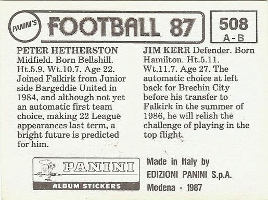 PANINI'S FOOTBALL 87
508
A-B
PETER HETHERSTON
Midfield. Born Bellshill.
Ht.5.9. Wt.10.7. Age 22.
Joined Falkirk from Junior
side Bargeddie United in
1984, and although not yet
an automatic first team
choice, making 22 League
appearances last term, a
bright future is predicted
for him.
JIM KERR Defender. Born
Hamilton. Ht.5.11.
Wt.11.7. Age 27. The
automatic choice at left
back for Brechin City
before his transfer to
Falkirk in the summer of
1986, he will relish the
challenge of playing in the
top flight.
PANINI
ALBUM STICKERS
Made in Italy by
EDIZIONI PANINI S.p.A.
Modena - 1987